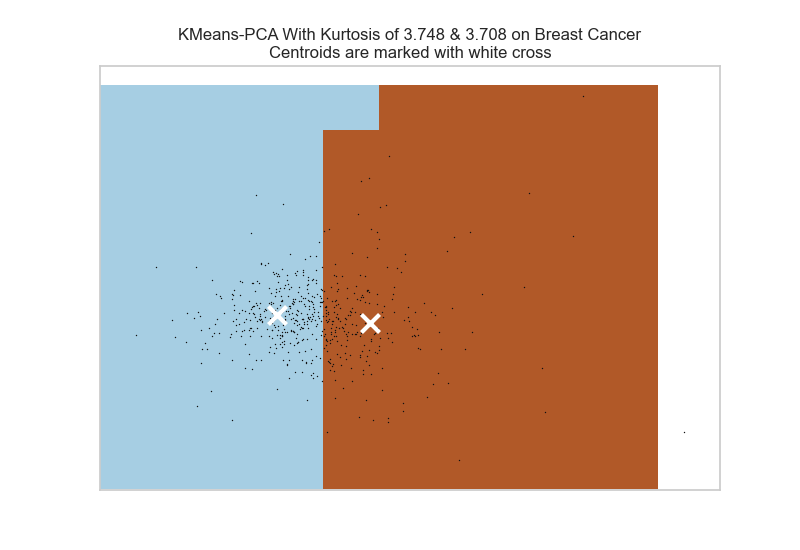 KMeans-PCA With Kurtosis of 3.748 & 3.708 on Breast Cancer
Centroids are marked with white cross